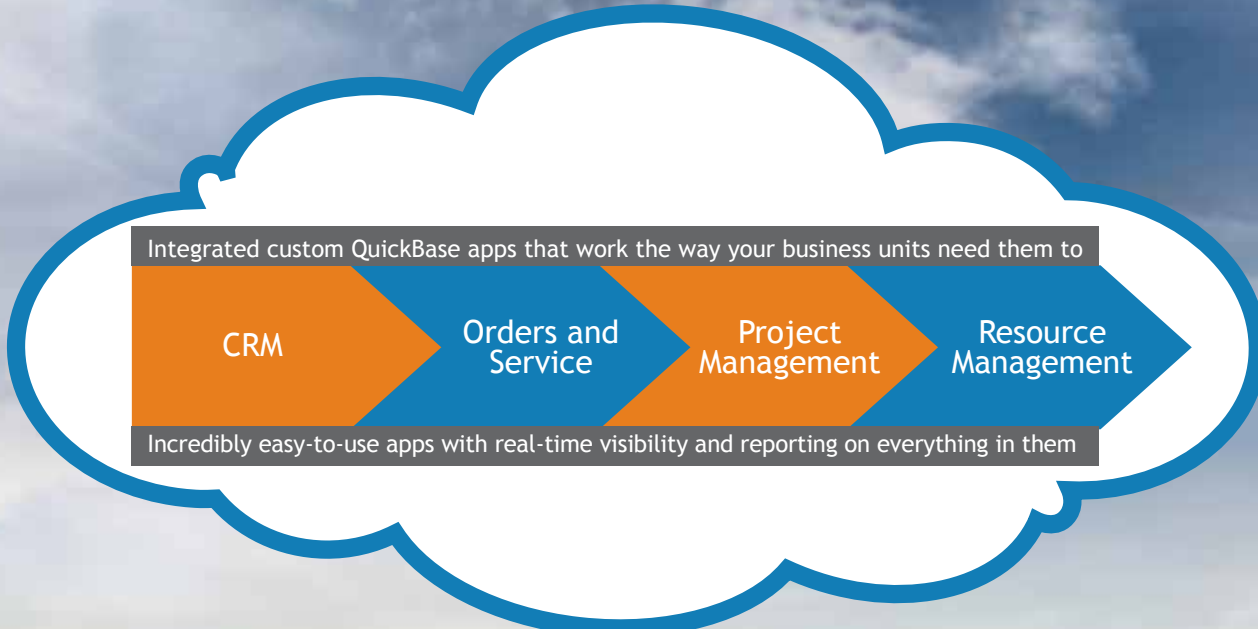 Integrated custom QuickBase apps that work the way your business units need them to
CRM
Orders and
Service
Project
Management
Resource
Management
Incredibly easy-to-use apps with real-time visibility and reporting on everything in them